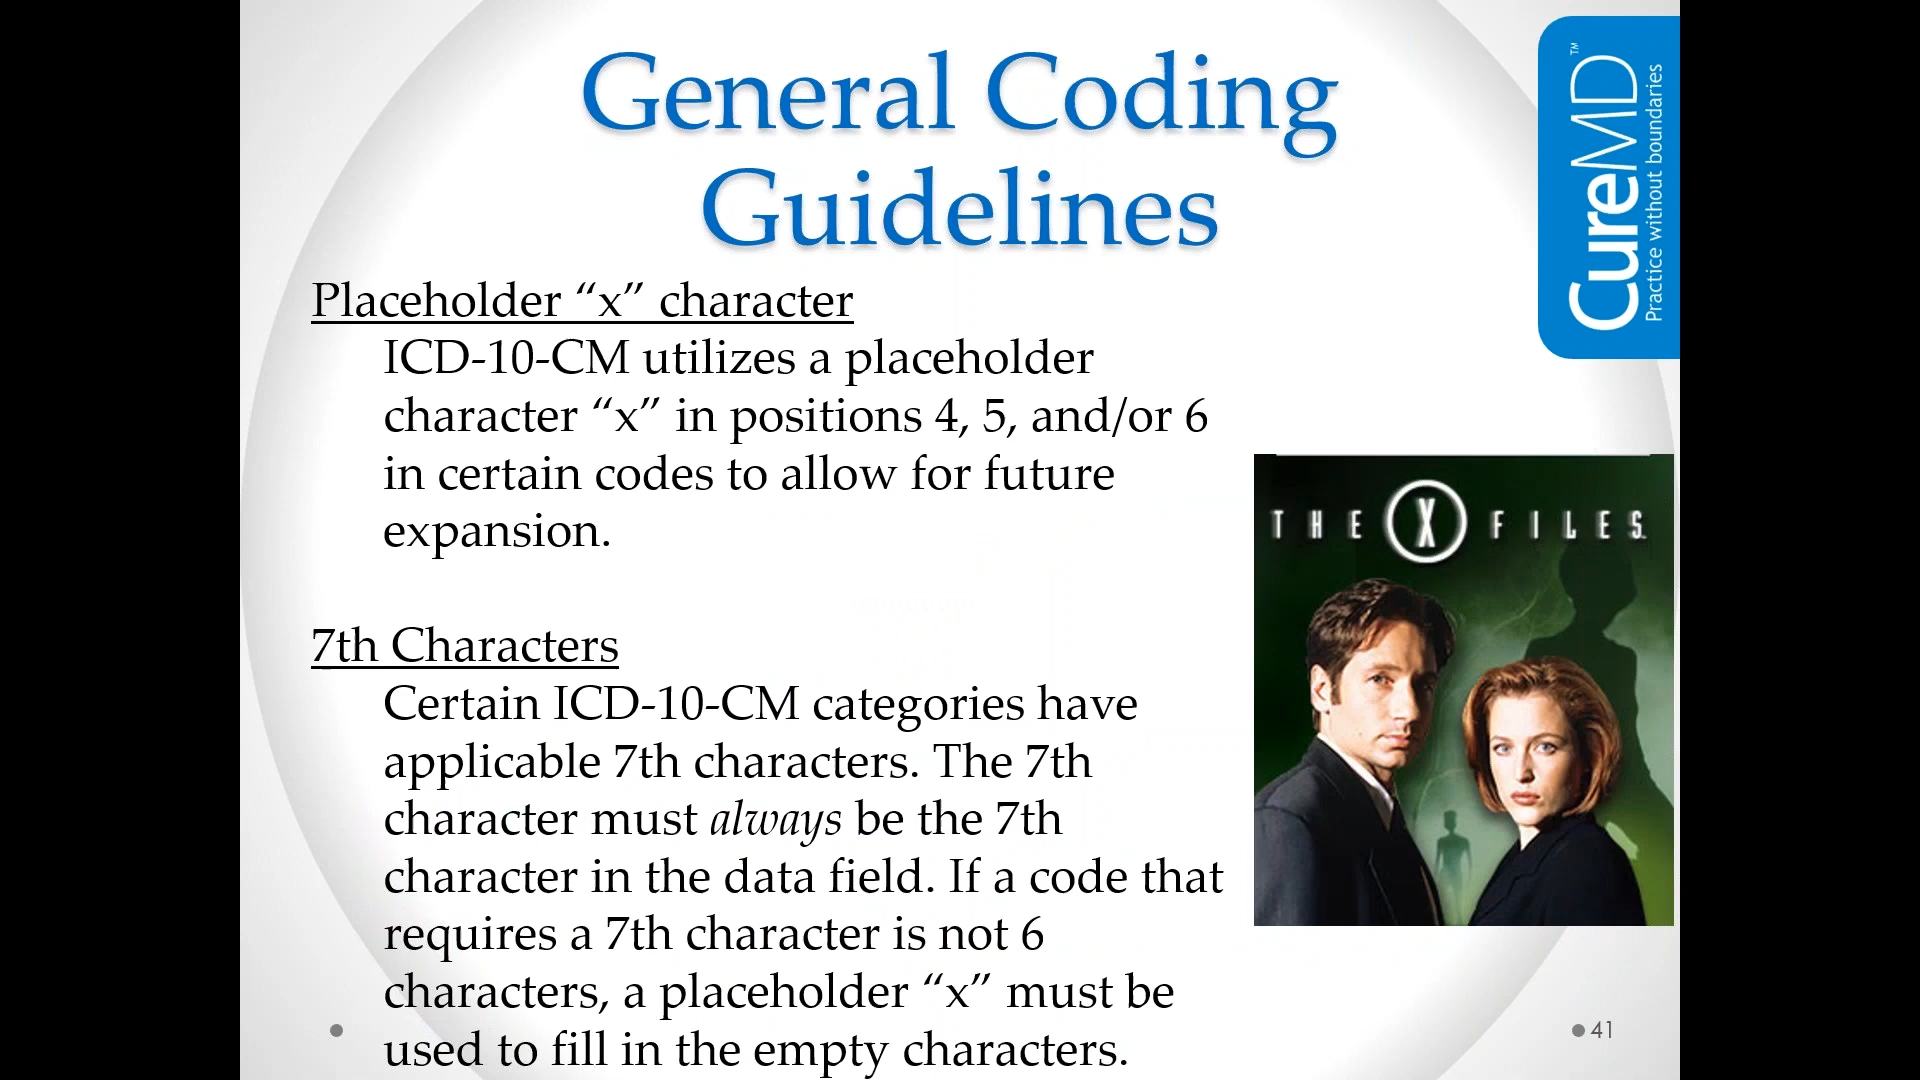 General Coding
Guidelines
CureMD™
Practice without boundaries
Placeholder “x” character
ICD-10-CM utilizes a placeholder
character “x” in positions 4, 5, and/or 6
in certain codes to allow for future
expansion.
THE X FILES
7th Characters
Certain ICD-10-CM categories have
applicable 7th characters. The 7th
character must always be the 7th
character in the data field. If a code that
requires a 7th character is not 6
characters, a placeholder “x” must be
used to fill in the empty characters.
41